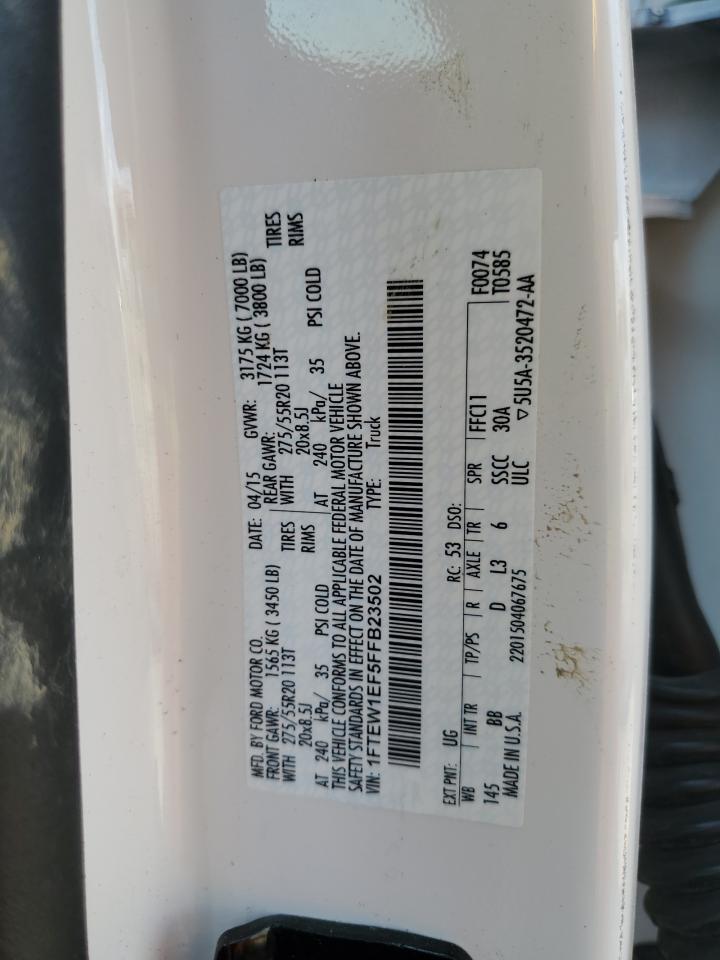 MFD. BY FORD MOTOR CO. DATE: 04/15 GVWR: 3175 KG ( 7000 LB)
FRONT GAWR: 1565 KG ( 3450 LB) REAR GAWR: 1724 KG ( 3800 LB)
WITH 275/55R20 113T TIRES WITH 275/55R20 113T TIRES
20x8.5J RIMS 20x8.5J RIMS
AT 240 kPa/ 35 PSI COLD AT 240 kPa/ 35 PSI COLD
THIS VEHICLE CONFORMS TO ALL APPLICABLE FEDERAL MOTOR VEHICLE
SAFETY STANDARDS IN EFFECT ON THE DATE OF MANUFACTURE SHOWN ABOVE.
VIN: 1FTEW1EF5FFB23502 TYPE: Truck
EXT PNT: UG RC: 53 DSO:
WB INT TR TP/PS R AXLE TR SPR FFC11 F0074
145 BB D L3 6 SSCC 30A T0585
MADE IN U.S.A. 2201504067675 ULC ▽5U5A-3520472-AA